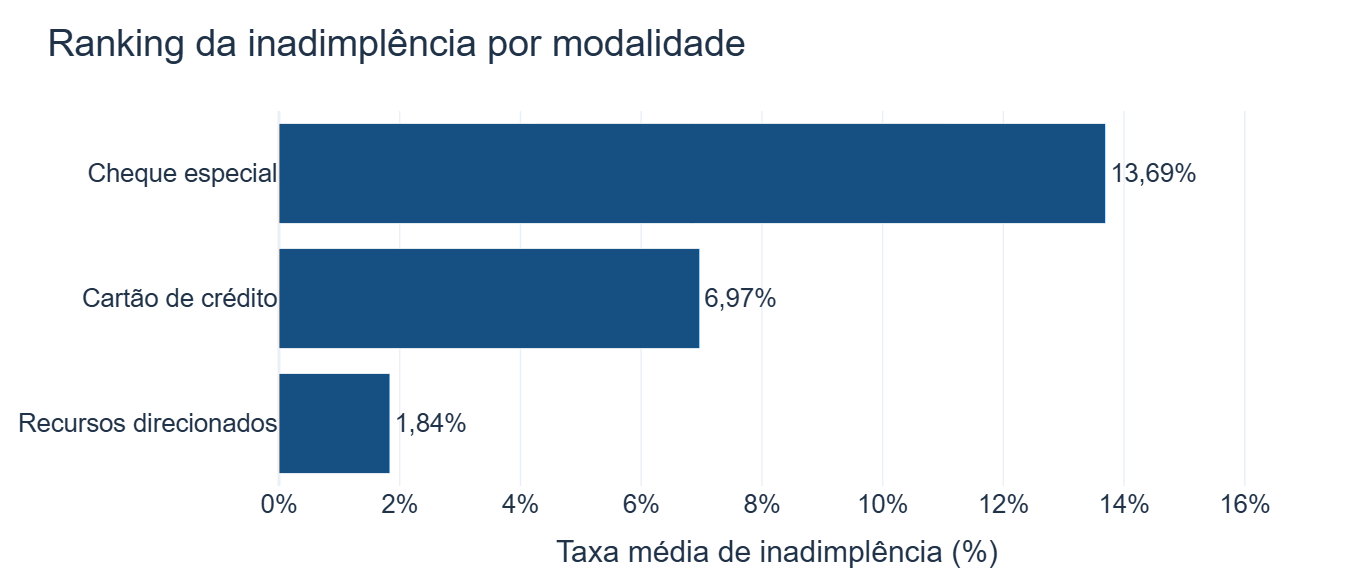 Ranking da inadimplência por modalidade
Cheque especial
13,69%
Cartão de crédito
6,97%
Recursos direcionados
1,84%
0% 2% 4% 6% 8% 10% 12% 14% 16%
Taxa média de inadimplência (%)